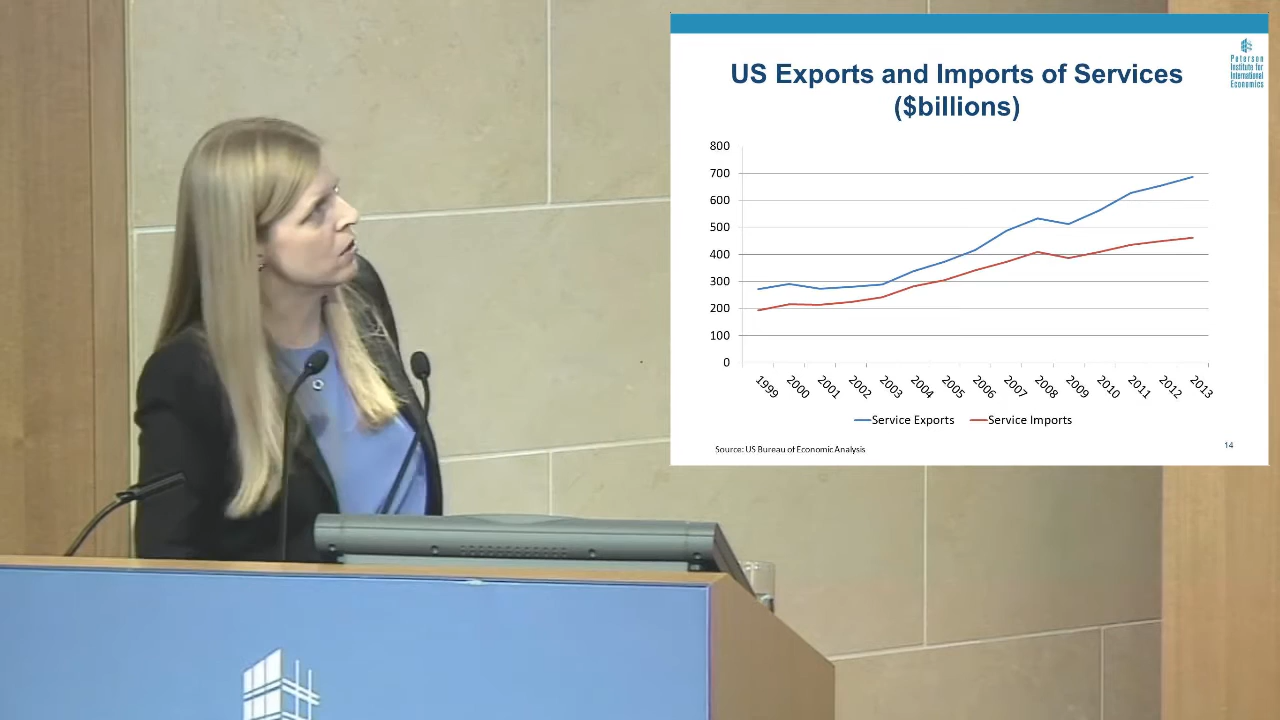 Peterson
Institute for
International
Economics
US Exports and Imports of Services
($billions)
800
700
600
500
400
300
200
100
0
1999
2000
2001
2002
2003
2004
2005
2006
2007
2008
2009
2010
2011
2012
2013
Service Exports
Service Imports
Source: US Bureau of Economic Analysis
14